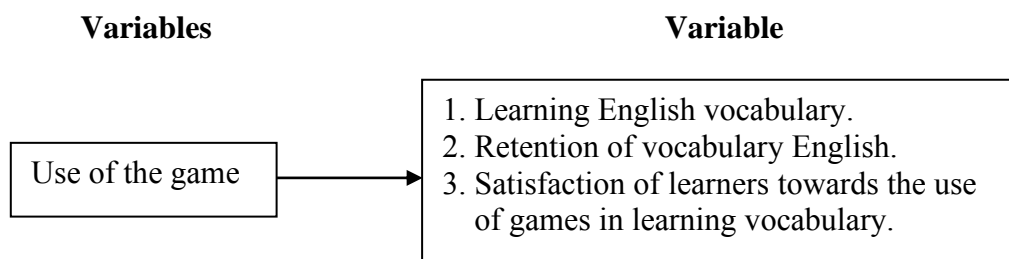 Variables
Variable
Use of the game
1. Learning English vocabulary.
2. Retention of vocabulary English.
3. Satisfaction of learners towards the use
of games in learning vocabulary.